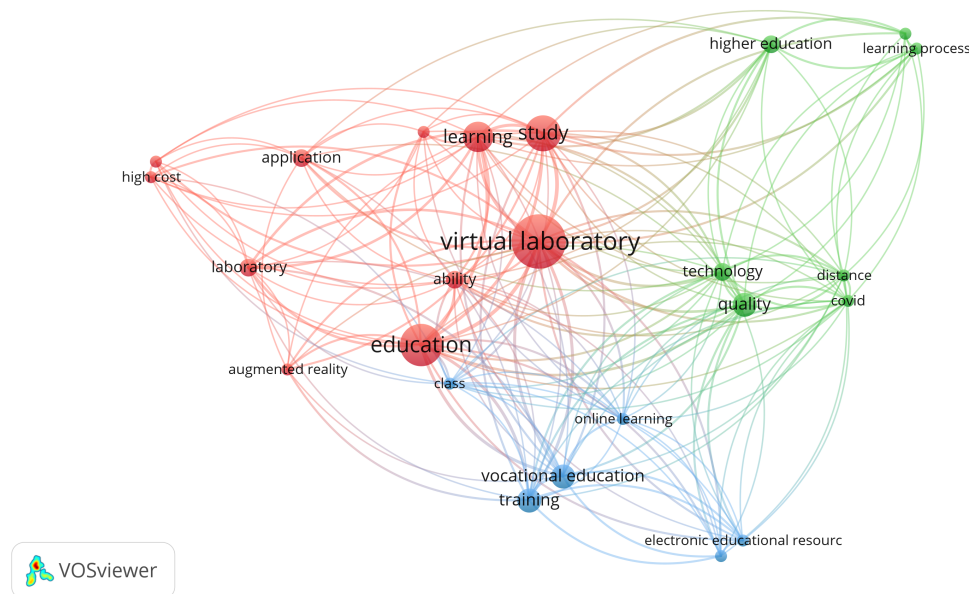 higher education
learning process
learning
study
application
high cost
virtual laboratory
laboratory
ability
technology
distance
quality
covid
education
augmented reality
class
online learning
vocational education
training
electronic educational resourc
VOSviewer